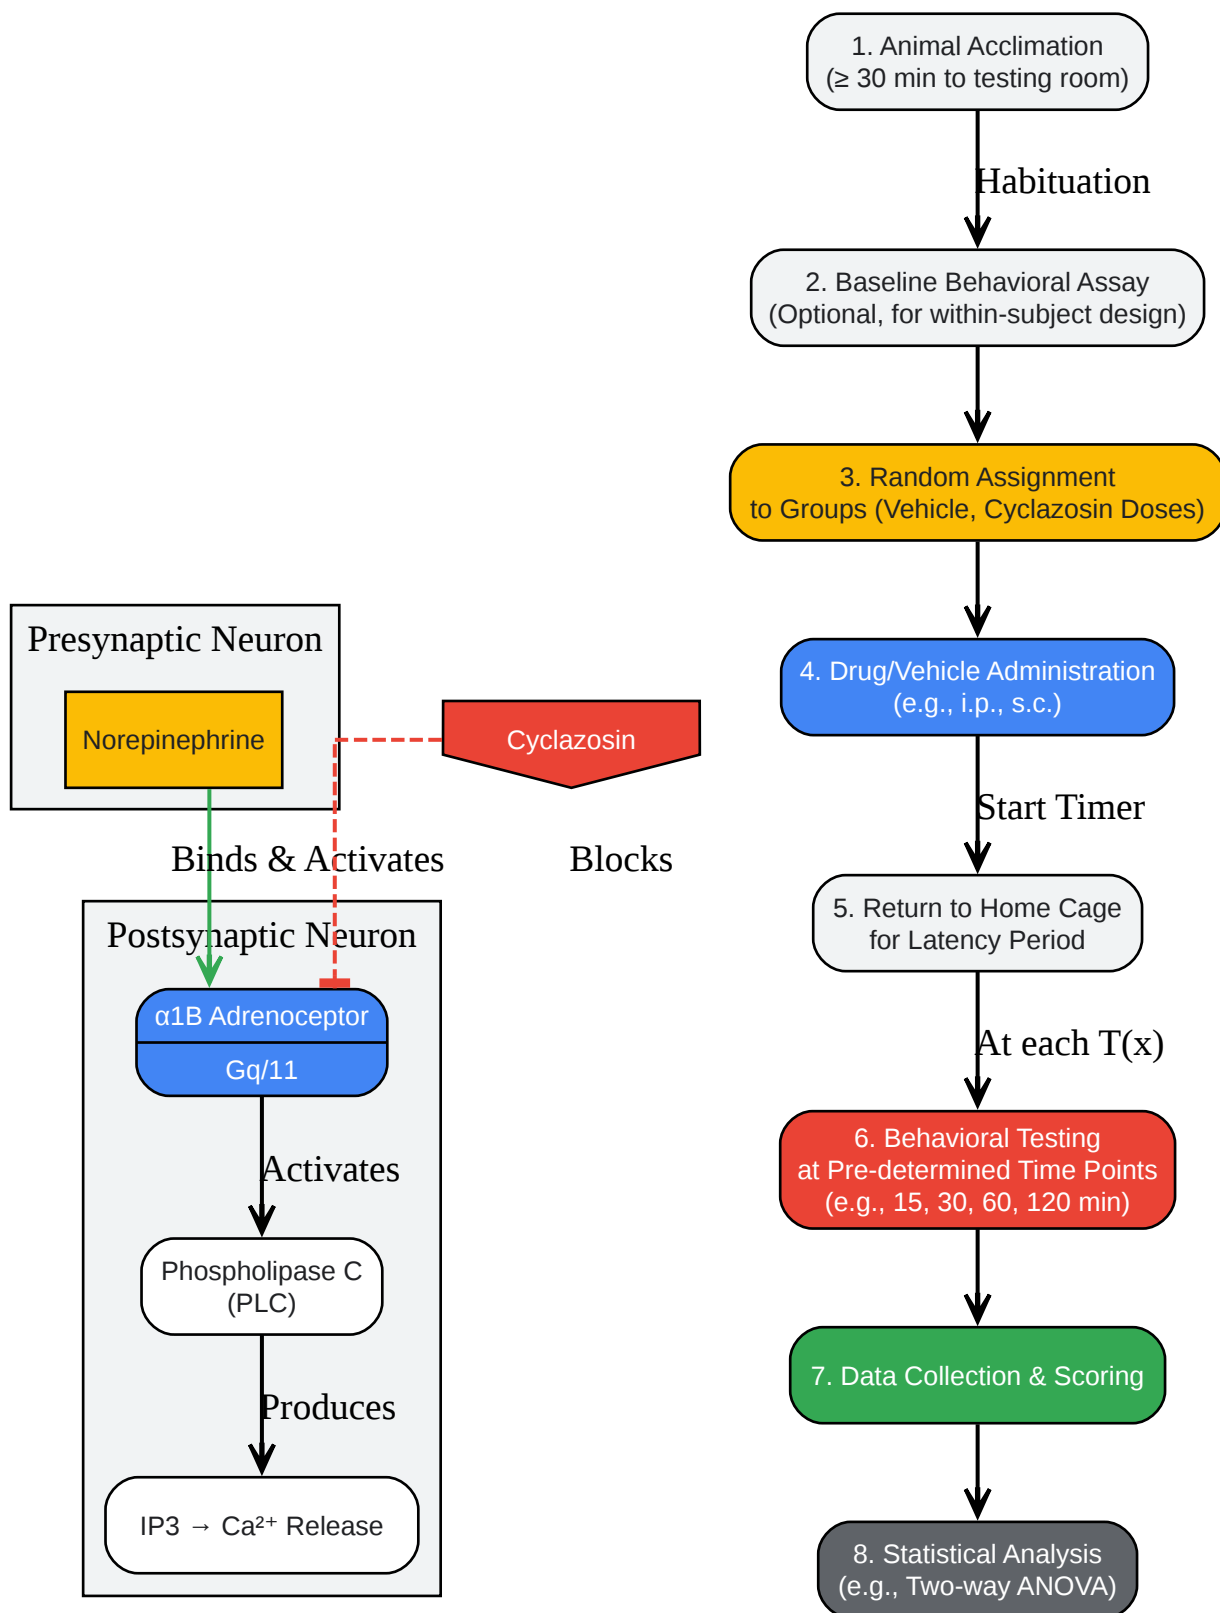 Presynaptic Neuron
Norepinephrine
Cyclazosin
Binds & Activates
Blocks
Postsynaptic Neuron
α1B Adrenoceptor
Gq/11
Activates
Phospholipase C
(PLC)
Produces
IP3 → Ca²⁺ Release
1. Animal Acclimation
(≥ 30 min to testing room)
Habituation
2. Baseline Behavioral Assay
(Optional, for within-subject design)
3. Random Assignment
to Groups (Vehicle, Cyclazosin Doses)
4. Drug/Vehicle Administration
(e.g., i.p., s.c.)
Start Timer
5. Return to Home Cage
for Latency Period
At each T(x)
6. Behavioral Testing
at Pre-determined Time Points
(e.g., 15, 30, 60, 120 min)
7. Data Collection & Scoring
8. Statistical Analysis
(e.g., Two-way ANOVA)